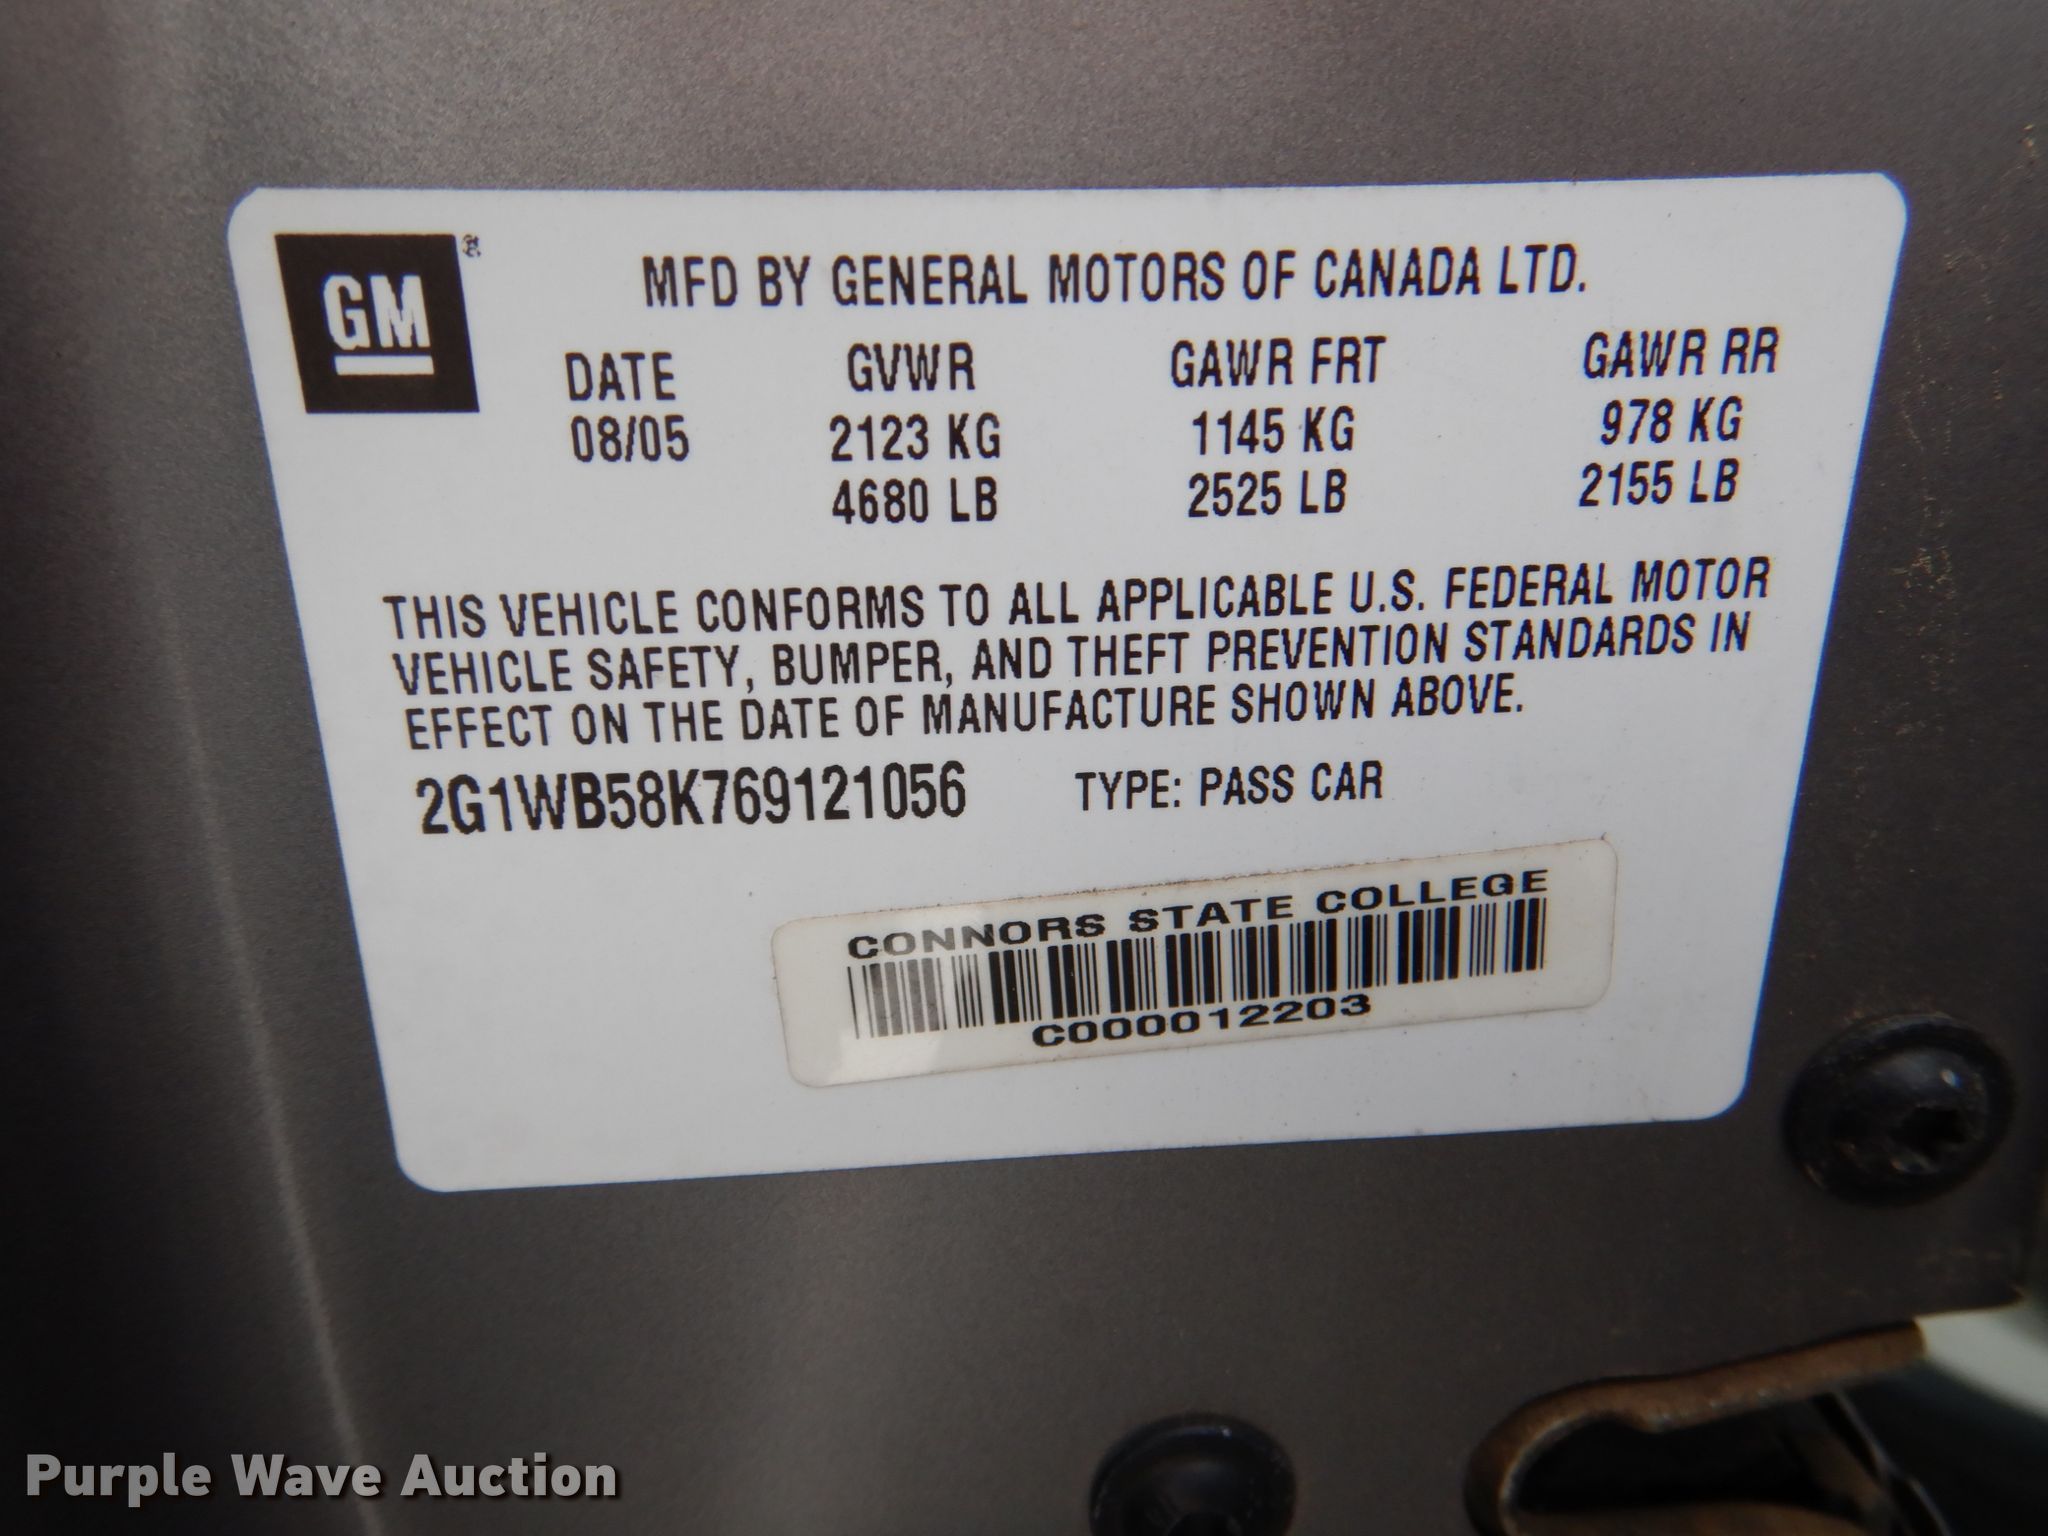 GM®
MFD BY GENERAL MOTORS OF CANADA LTD.
DATE GVWR GAWR FRT GAWR RR
08/05 2123 KG 1145 KG 978 KG
4680 LB 2525 LB 2155 LB
THIS VEHICLE CONFORMS TO ALL APPLICABLE U.S. FEDERAL MOTOR
VEHICLE SAFETY, BUMPER, AND THEFT PREVENTION STANDARDS IN
EFFECT ON THE DATE OF MANUFACTURE SHOWN ABOVE.
2G1WB58K769121056 TYPE: PASS CAR
CONNORS STATE COLLEGE
C000012203
Purple Wave Auction